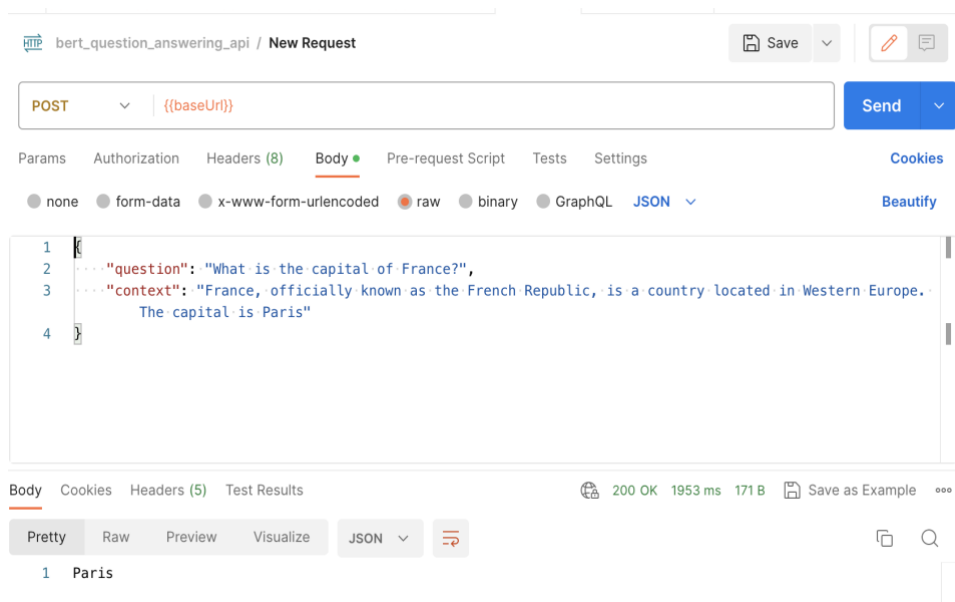 HTTP bert_question_answering_api / New Request Save
POST {{baseUrl}} Send
Params Authorization Headers (8) Body Pre-request Script Tests Settings Cookies
none form-data x-www-form-urlencoded raw binary GraphQL JSON Beautify
1 {
2 "question": "What is the capital of France?",
3 "context": "France, officially known as the French Republic, is a country located in Western Europe.
The capital is Paris"
4 }
Body Cookies Headers (5) Test Results 200 OK 1953 ms 171 B Save as Example
Pretty Raw Preview Visualize JSON
1 Paris